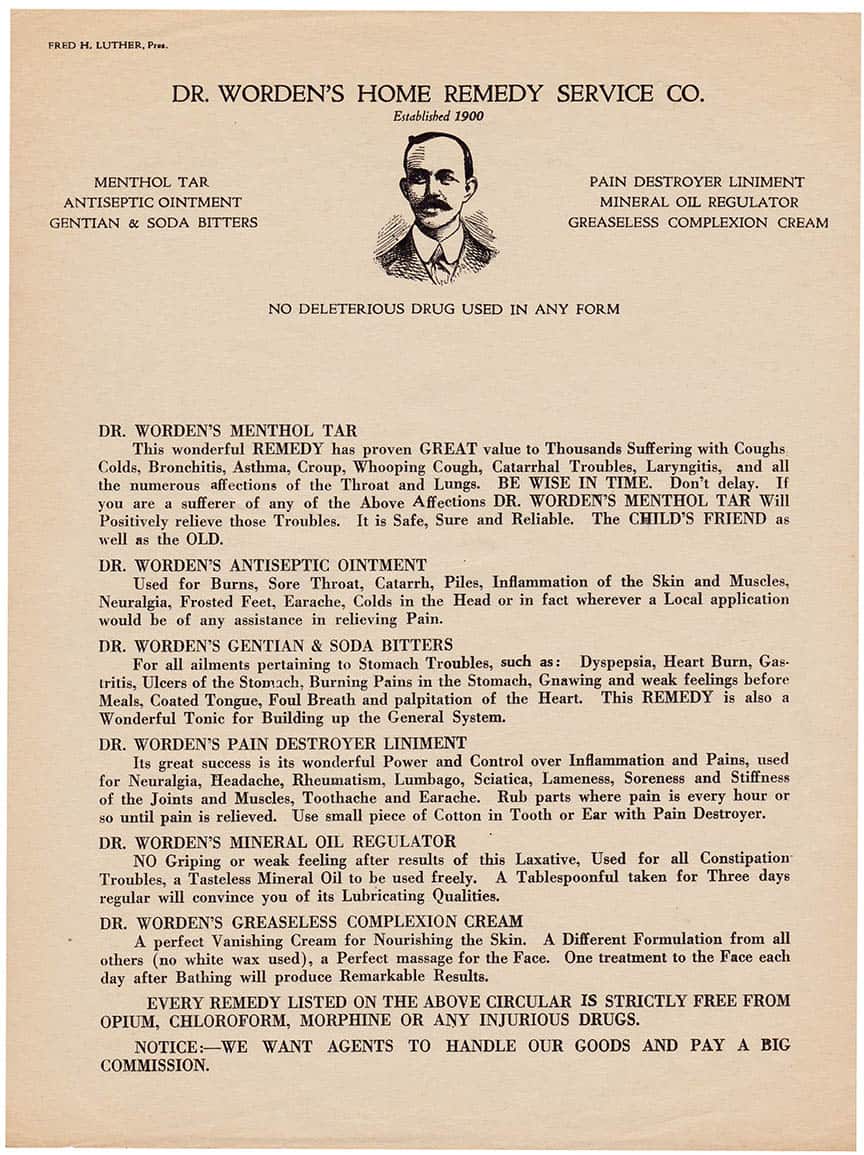 FRED H. LUTHER, Pres.
DR. WORDEN'S HOME REMEDY SERVICE CO.
Established 1900
MENTHOL TAR
ANTISEPTIC OINTMENT
GENTIAN & SODA BITTERS
PAIN DESTROYER LINIMENT
MINERAL OIL REGULATOR
GREASELESS COMPLEXION CREAM
NO DELETERIOUS DRUG USED IN ANY FORM
DR. WORDEN'S MENTHOL TAR
This wonderful REMEDY has proven GREAT value to Thousands Suffering with Coughs
Colds, Bronchitis, Asthma, Croup, Whooping Cough, Catarrhal Troubles, Laryngitis, and all
the numerous affections of the Throat and Lungs. BE WISE IN TIME. Don't delay. If
you are a sufferer of any of the Above Affections DR. WORDEN'S MENTHOL TAR Will
Positively relieve those Troubles. It is Safe, Sure and Reliable. The CHILD'S FRIEND as
well as the OLD.
DR. WORDEN'S ANTISEPTIC OINTMENT
Used for Burns, Sore Throat, Catarrh, Piles, Inflammation of the Skin and Muscles,
Neuralgia, Frosted Feet, Earache, Colds in the Head or in fact wherever a Local application
would be of any assistance in relieving Pain.
DR. WORDEN'S GENTIAN & SODA BITTERS
For all ailments pertaining to Stomach Troubles, such as: Dyspepsia, Heart Burn, Gas-
tritis, Ulcers of the Stomach, Burning Pains in the Stomach, Gnawing and weak feelings before
Meals, Coated Tongue, Foul Breath and palpitation of the Heart. This REMEDY is also a
Wonderful Tonic for Building up the General System.
DR. WORDEN'S PAIN DESTROYER LINIMENT
Its great success is its wonderful Power and Control over Inflammation and Pains, used
for Neuralgia, Headache, Rheumatism, Lumbago, Sciatica, Lameness, Soreness and Stiffness
of the Joints and Muscles, Toothache and Earache. Rub parts where pain is every hour or
so until pain is relieved. Use small piece of Cotton in Tooth or Ear with Pain Destroyer.
DR. WORDEN'S MINERAL OIL REGULATOR
NO Griping or weak feeling after results of this Laxative, Used for all Constipation
Troubles, a Tasteless Mineral Oil to be used freely. A Tablespoonful taken for Three days
regular will convince you of its Lubricating Qualities.
DR. WORDEN'S GREASELESS COMPLEXION CREAM
A perfect Vanishing Cream for Nourishing the Skin. A Different Formulation from all
others (no white wax used), a Perfect massage for the Face. One treatment to the Face each
day after Bathing will produce Remarkable Results.
EVERY REMEDY LISTED ON THE ABOVE CIRCULAR IS STRICTLY FREE FROM
OPIUM, CHLOROFORM, MORPHINE OR ANY INJURIOUS DRUGS.
NOTICE:—WE WANT AGENTS TO HANDLE OUR GOODS AND PAY A BIG
COMMISSION.